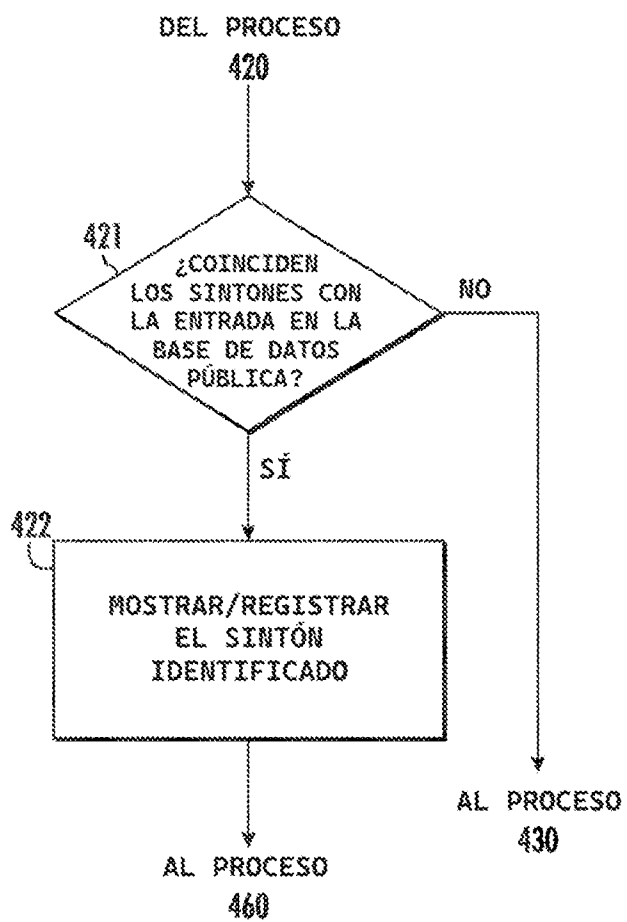 DEL PROCESO
420
421
¿COINCIDEN
LOS SINTONES CON
LA ENTRADA EN LA
BASE DE DATOS
PÚBLICA?
NO
SÍ
422
MOSTRAR/REGISTRAR
EL SINTÓN
IDENTIFICADO
AL PROCESO
430
AL PROCESO
460